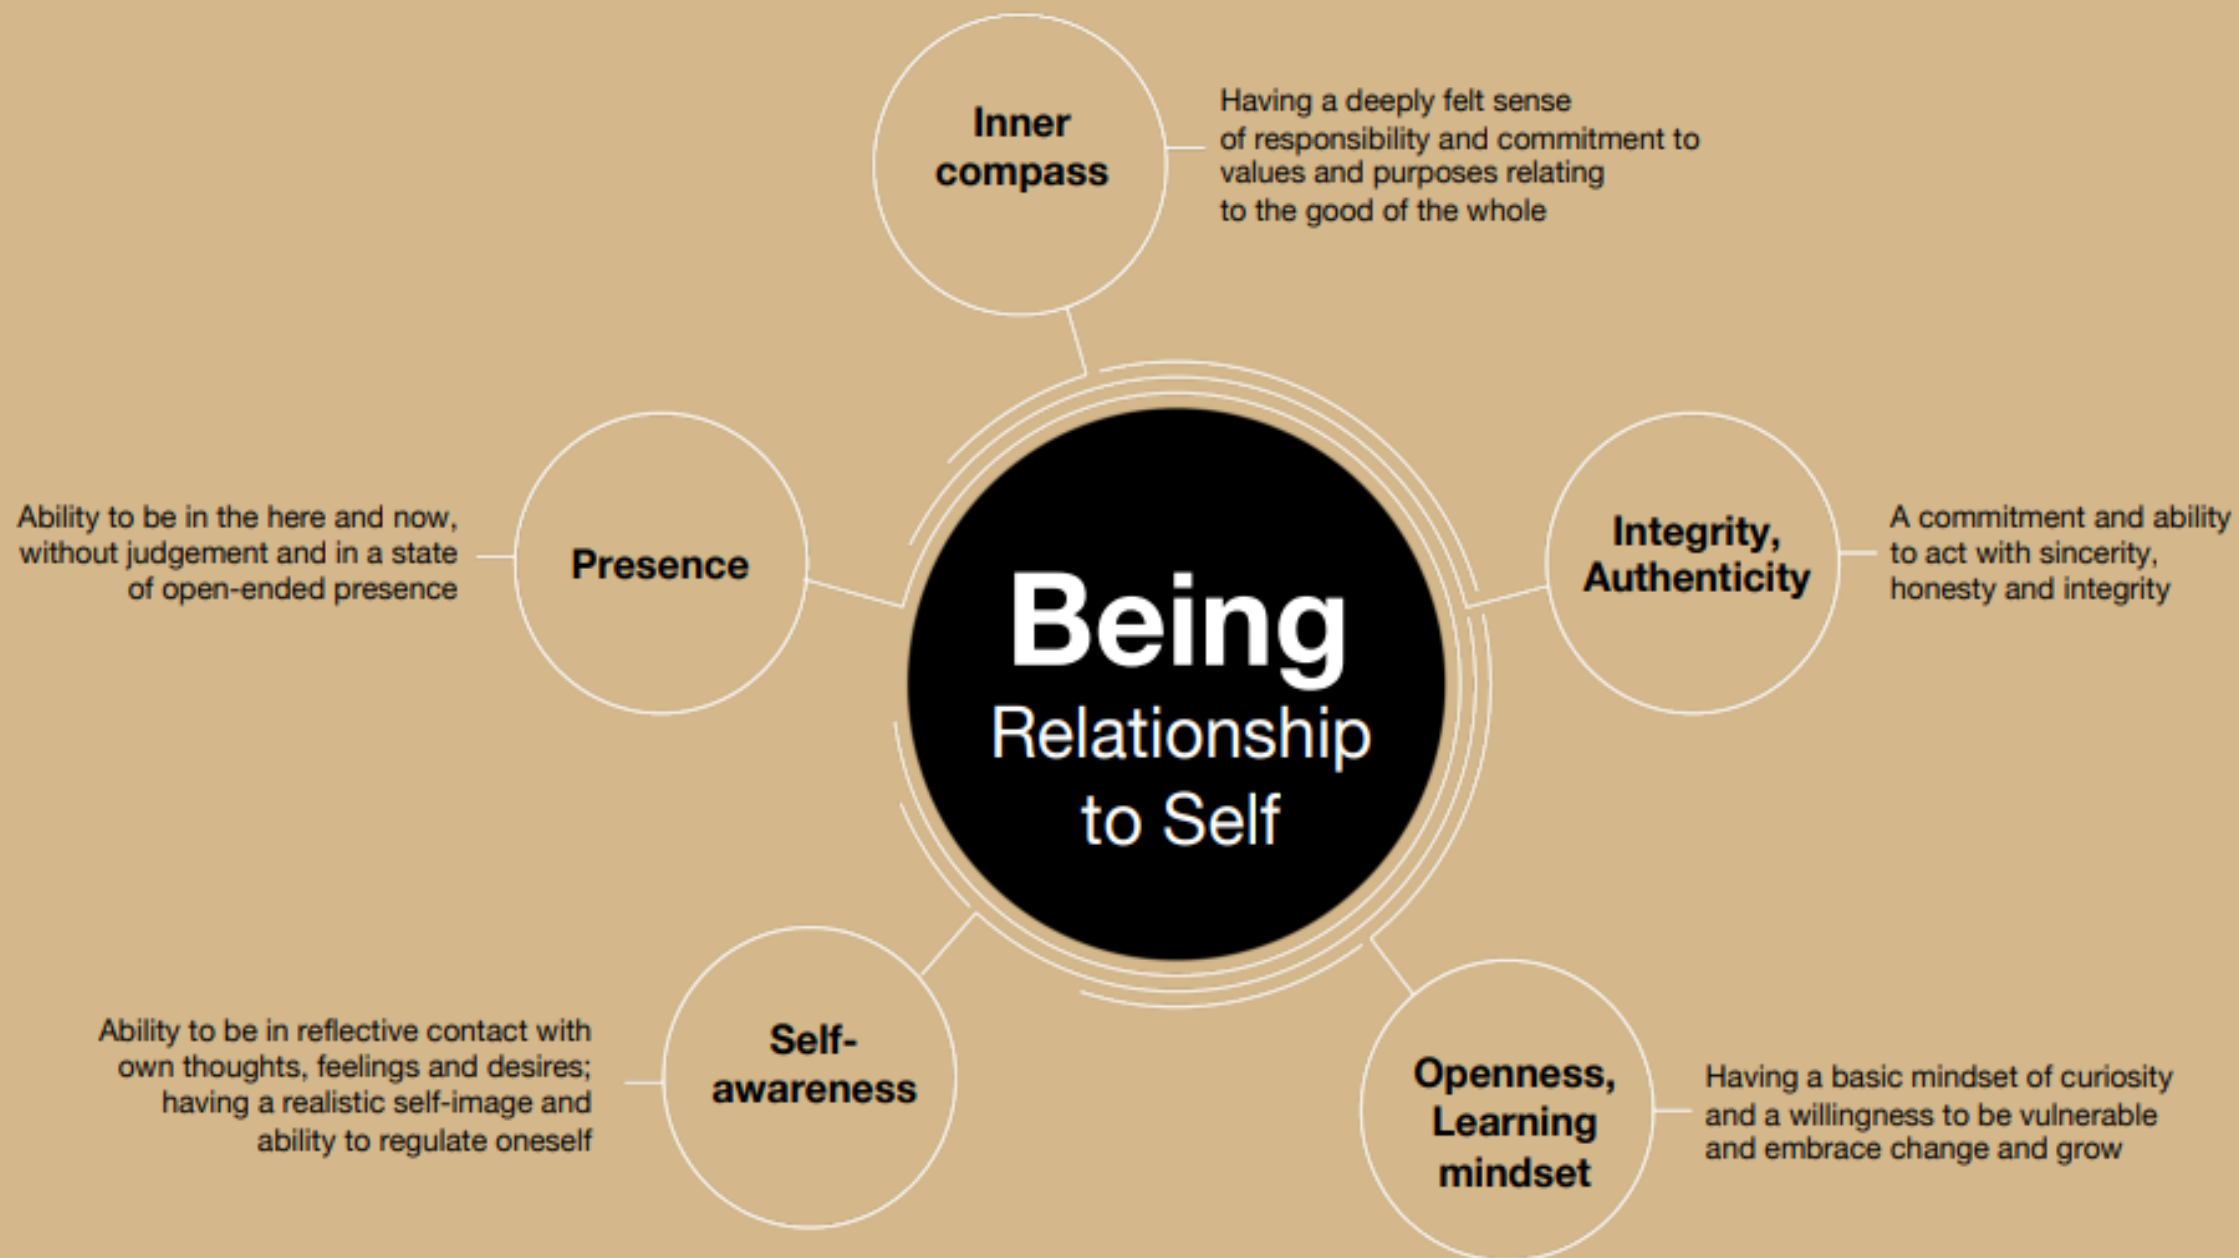 Inner
compass
Having a deeply felt sense
of responsibility and commitment to
values and purposes relating
to the good of the whole
Integrity,
Authenticity
A commitment and ability
to act with sincerity,
honesty and integrity
Openness,
Learning
mindset
Having a basic mindset of curiosity
and a willingness to be vulnerable
and embrace change and grow
Self-
awareness
Ability to be in reflective contact with
own thoughts, feelings and desires;
having a realistic self-image and
ability to regulate oneself
Presence
Ability to be in the here and now,
without judgement and in a state
of open-ended presence
Being
Relationship
to Self